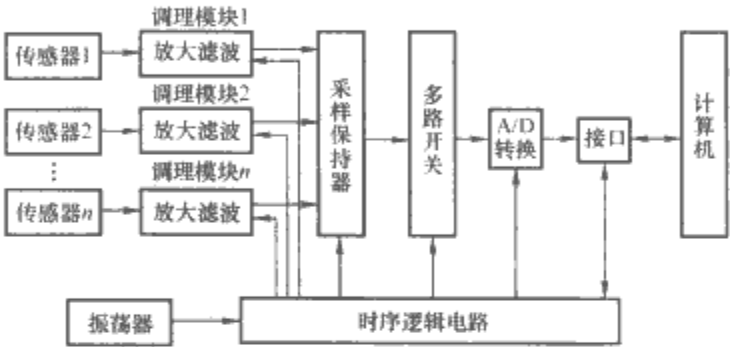 调理模块1
传感器1
放大滤波
调理模块2
传感器2
放大滤波
⋮
调理模块n
传感器n
放大滤波
采样保持器
多路开关
A/D
转换
接口
计算机
振荡器
时序逻辑电路